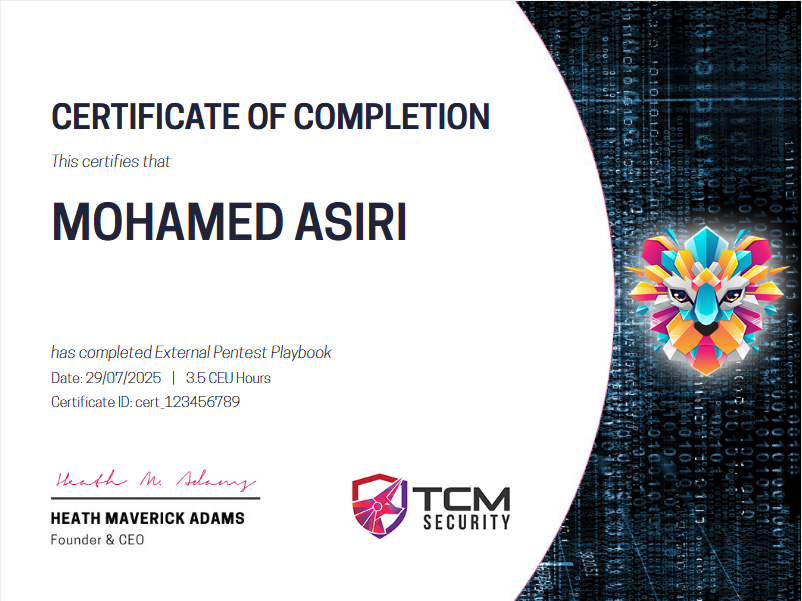 CERTIFICATE OF COMPLETION
This certifies that
MOHAMED ASIRI
has completed External Pentest Playbook
Date: 29/07/2025 | 3.5 CEU Hours
Certificate ID: cert_123456789
Heath M. Adams
HEATH MAVERICK ADAMS
Founder & CEO
TCM
SECURITY